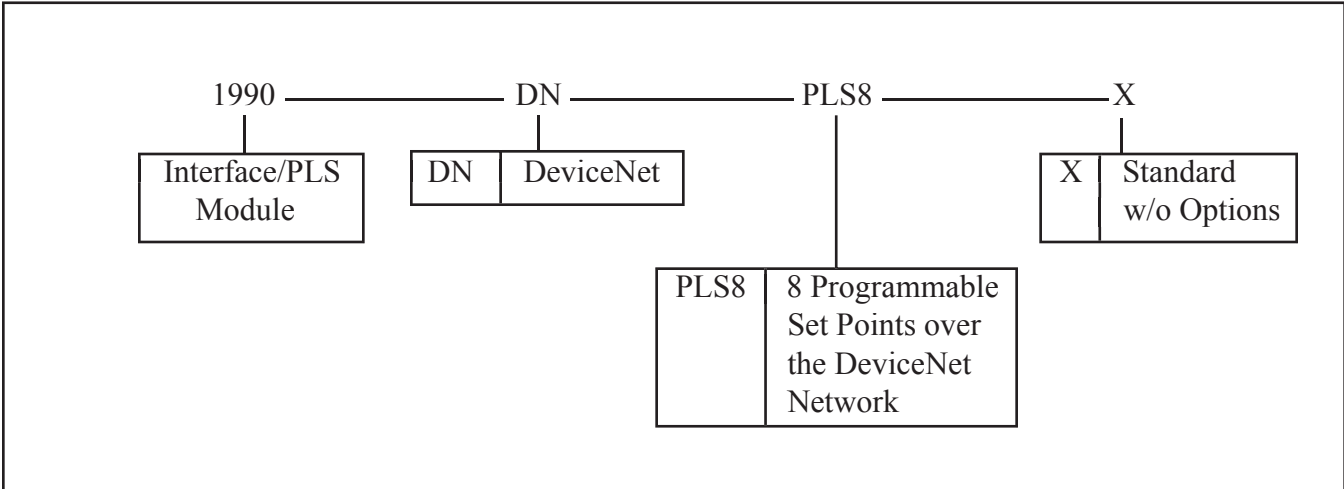 1990 DN PLS8 X
Interface/PLS
Module
DN DeviceNet
X Standard
w/o Options
PLS8 8 Programmable
Set Points over
the DeviceNet
Network